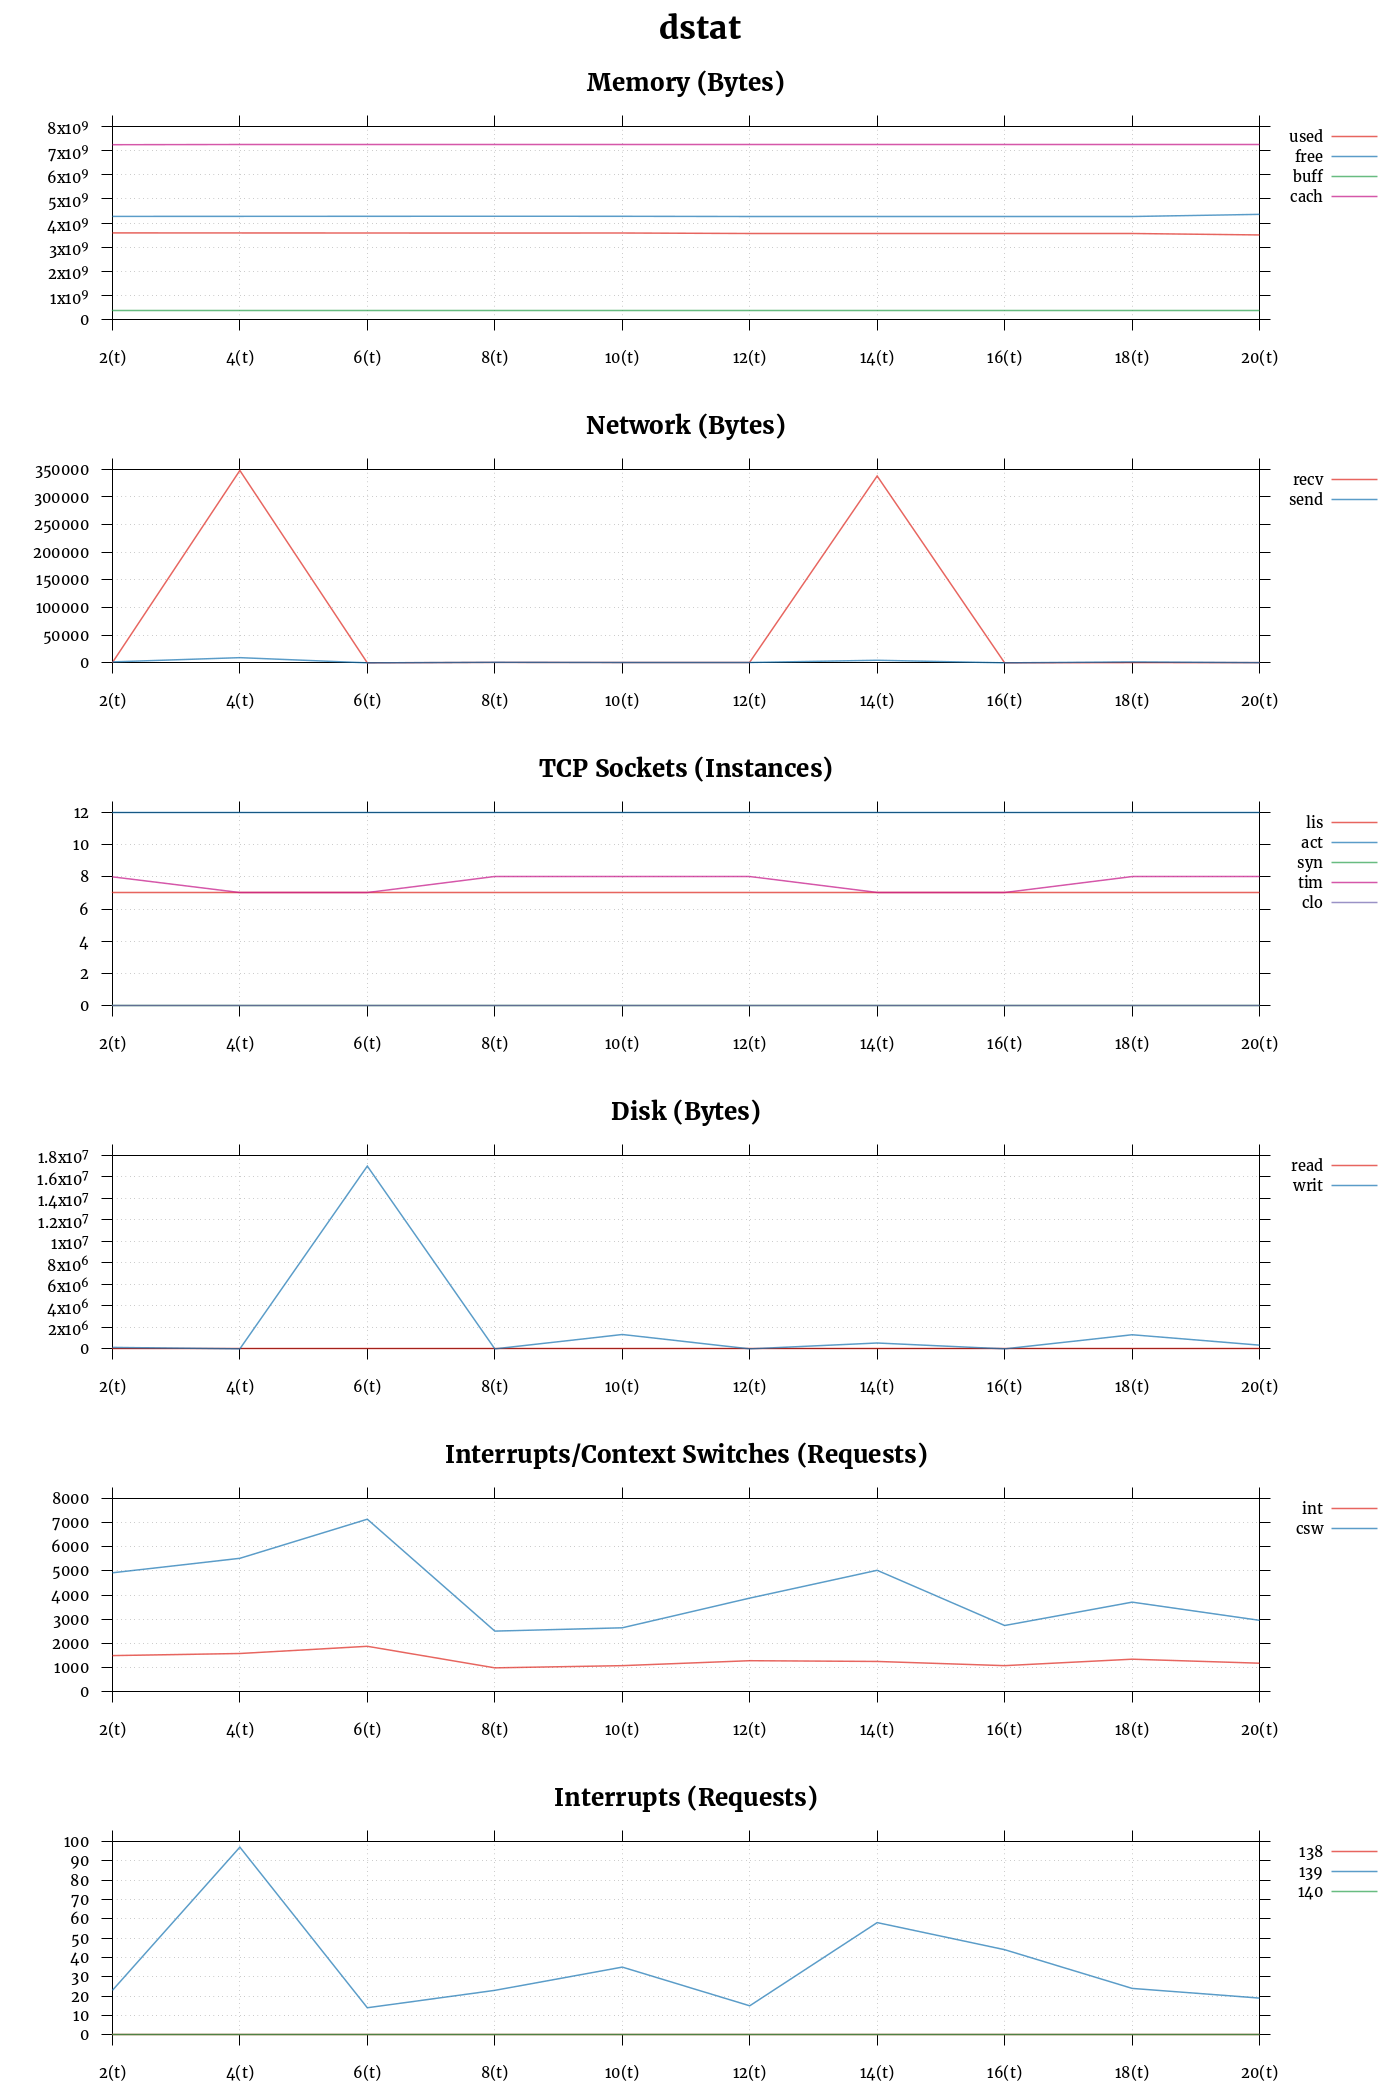 dstat
Memory (Bytes)
8x10⁹
7x10⁹
6x10⁹
5x10⁹
4x10⁹
3x10⁹
2x10⁹
1x10⁹
0
2(t) 4(t) 6(t) 8(t) 10(t) 12(t) 14(t) 16(t) 18(t) 20(t)
used
free
buff
cach
Network (Bytes)
350000
300000
250000
200000
150000
100000
50000
0
2(t) 4(t) 6(t) 8(t) 10(t) 12(t) 14(t) 16(t) 18(t) 20(t)
recv
send
TCP Sockets (Instances)
12
10
8
6
4
2
0
2(t) 4(t) 6(t) 8(t) 10(t) 12(t) 14(t) 16(t) 18(t) 20(t)
lis
act
syn
tim
clo
Disk (Bytes)
1.8x10⁷
1.6x10⁷
1.4x10⁷
1.2x10⁷
1x10⁷
8x10⁶
6x10⁶
4x10⁶
2x10⁶
0
2(t) 4(t) 6(t) 8(t) 10(t) 12(t) 14(t) 16(t) 18(t) 20(t)
read
writ
Interrupts/Context Switches (Requests)
8000
7000
6000
5000
4000
3000
2000
1000
0
2(t) 4(t) 6(t) 8(t) 10(t) 12(t) 14(t) 16(t) 18(t) 20(t)
int
csw
Interrupts (Requests)
100
90
80
70
60
50
40
30
20
10
0
2(t) 4(t) 6(t) 8(t) 10(t) 12(t) 14(t) 16(t) 18(t) 20(t)
138
139
140